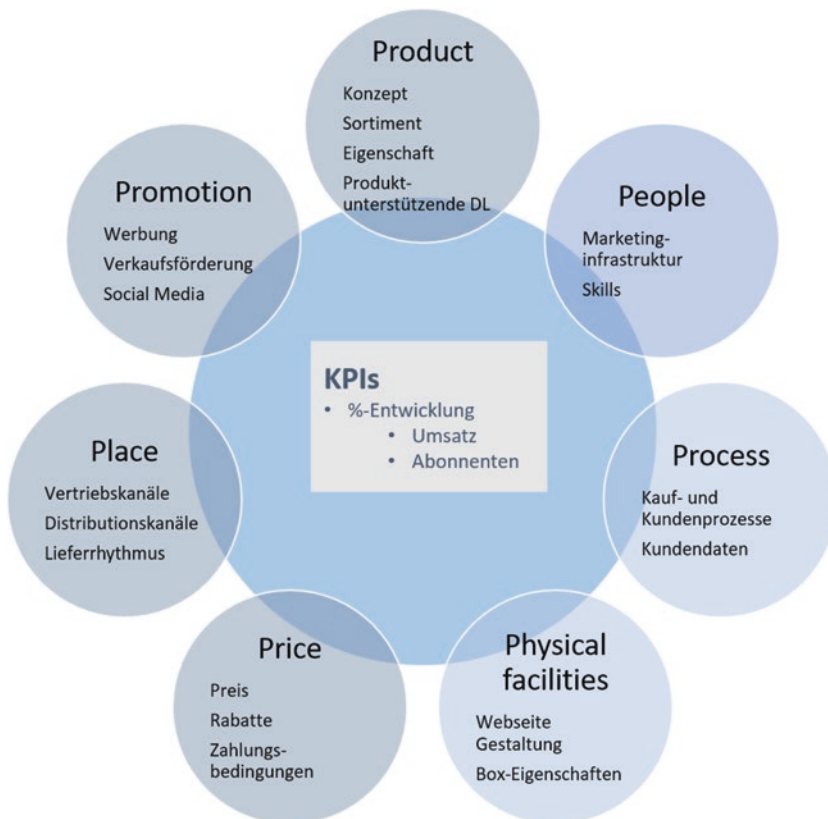 Product
Konzept
Sortiment
Eigenschaft
Produkt-
unterstützende DL
People
Marketing-
infrastruktur
Skills
Process
Kauf- und
Kundenprozesse
Kundendaten
Physical
facilities
Webseite
Gestaltung
Box-Eigenschaften
Price
Preis
Rabatte
Zahlungs-
bedingungen
Place
Vertriebskanäle
Distributionskanäle
Lieferrhythmus
Promotion
Werbung
Verkaufsförderung
Social Media
KPIs
• %-Entwicklung
• Umsatz
• Abonnenten